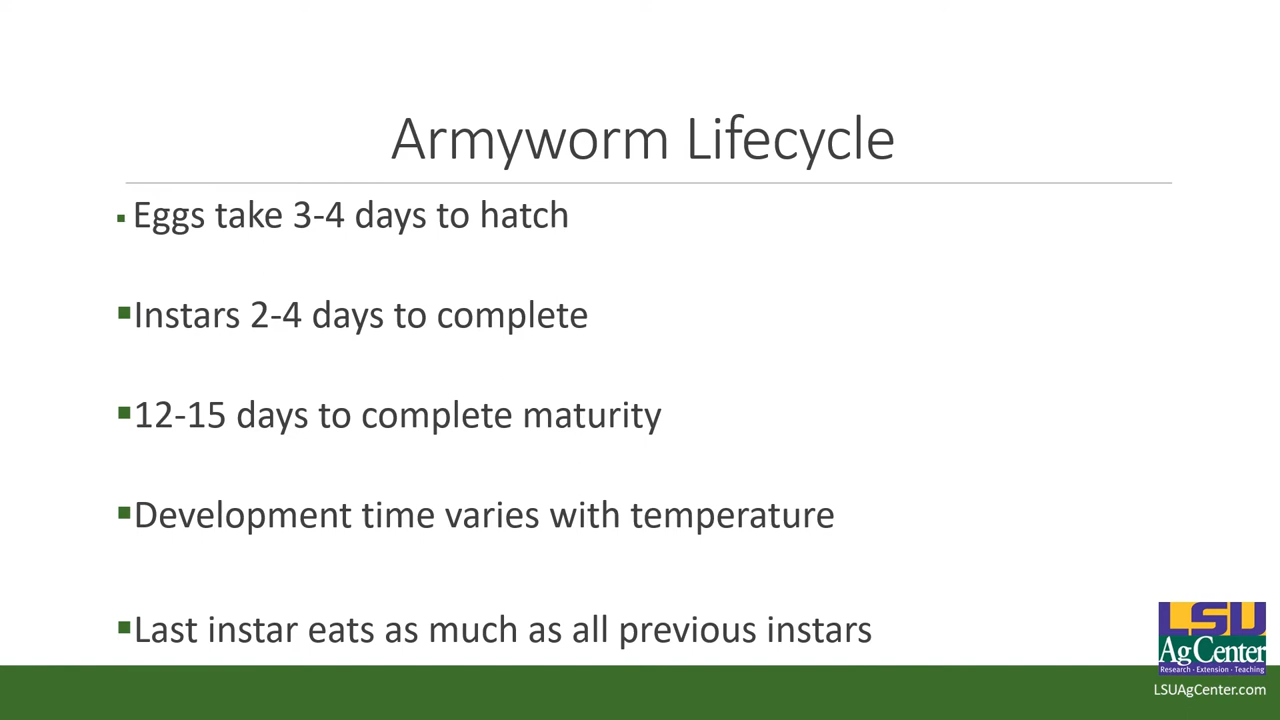 Armyworm Lifecycle
▪ Eggs take 3-4 days to hatch
▪Instars 2-4 days to complete
▪12-15 days to complete maturity
▪Development time varies with temperature
▪Last instar eats as much as all previous instars
LSU
AgCenter
Research · Extension · Teaching
LSUAgCenter.com